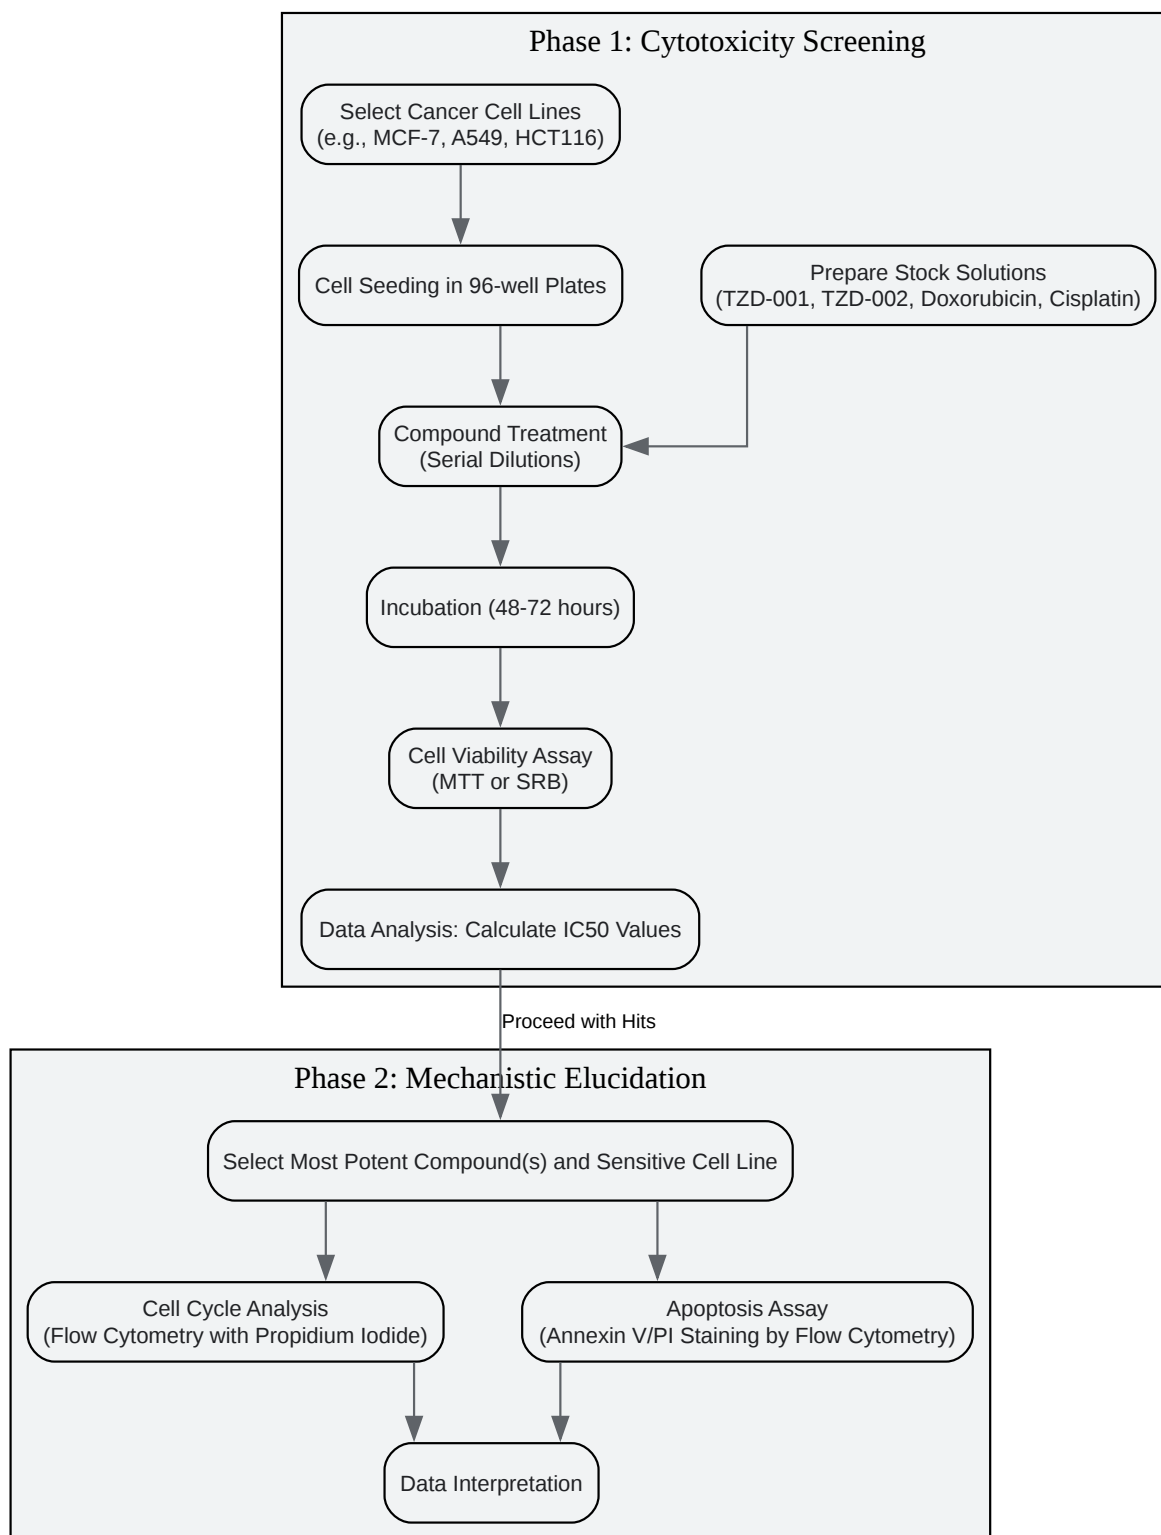 Phase 1: Cytotoxicity Screening
Select Cancer Cell Lines
(e.g., MCF-7, A549, HCT116)
Cell Seeding in 96-well Plates
Prepare Stock Solutions
(TZD-001, TZD-002, Doxorubicin, Cisplatin)
Compound Treatment
(Serial Dilutions)
Incubation (48-72 hours)
Cell Viability Assay
(MTT or SRB)
Data Analysis: Calculate IC50 Values
Proceed with Hits
Phase 2: Mechanistic Elucidation
Select Most Potent Compound(s) and Sensitive Cell Line
Cell Cycle Analysis
(Flow Cytometry with Propidium Iodide)
Apoptosis Assay
(Annexin V/PI Staining by Flow Cytometry)
Data Interpretation